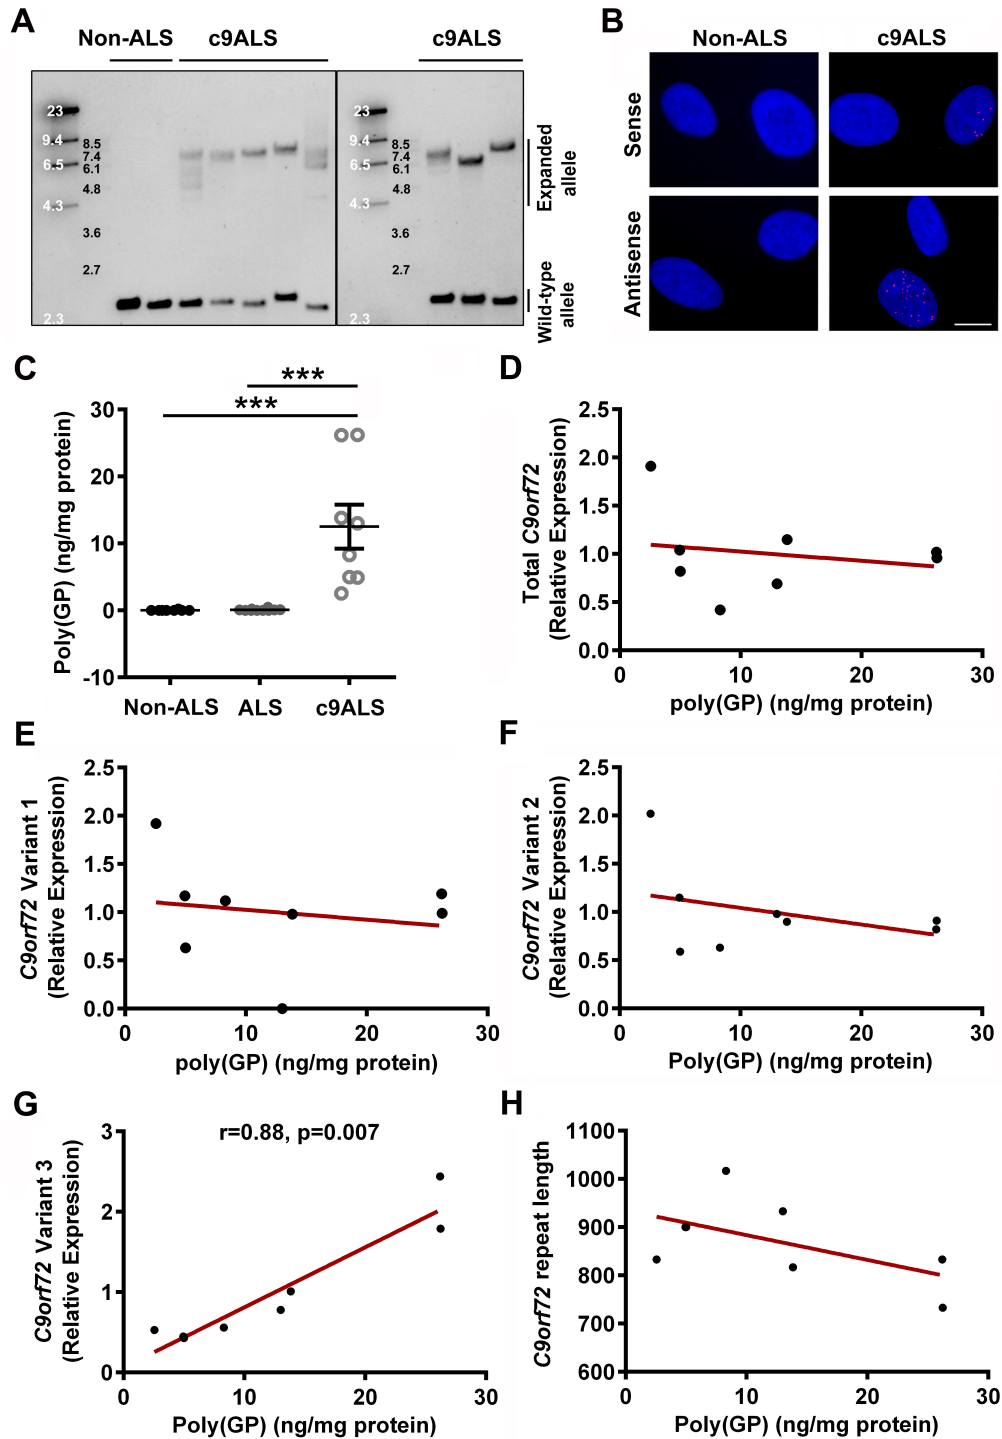 A
Non-ALS
c9ALS
c9ALS
23
9.4
6.5
4.3
2.3
8.5
7.4
6.1
4.8
3.6
2.7
23
9.4
6.5
4.3
2.3
8.5
7.4
6.1
4.8
3.6
2.7
Expanded
allele
Wild-type
allele
B
Non-ALS
c9ALS
Sense
Antisense
C
***
***
Poly(GP) (ng/mg protein)
30
20
10
0
-10
Non-ALS
ALS
c9ALS
D
Total C9orf72
(Relative Expression)
2.5
2.0
1.5
1.0
0.5
0.0
0
10
20
30
poly(GP) (ng/mg protein)
E
C9orf72 Variant 1
(Relative Expression)
2.5
2.0
1.5
1.0
0.5
0.0
0
10
20
30
poly(GP) (ng/mg protein)
F
C9orf72 Variant 2
(Relative Expression)
2.5
2.0
1.5
1.0
0.5
0.0
0
10
20
30
Poly(GP) (ng/mg protein)
G
r=0.88, p=0.007
C9orf72 Variant 3
(Relative Expression)
3
2
1
0
0
10
20
30
Poly(GP) (ng/mg protein)
H
C9orf72 repeat length
1100
1000
900
800
700
600
0
10
20
30
Poly(GP) (ng/mg protein)